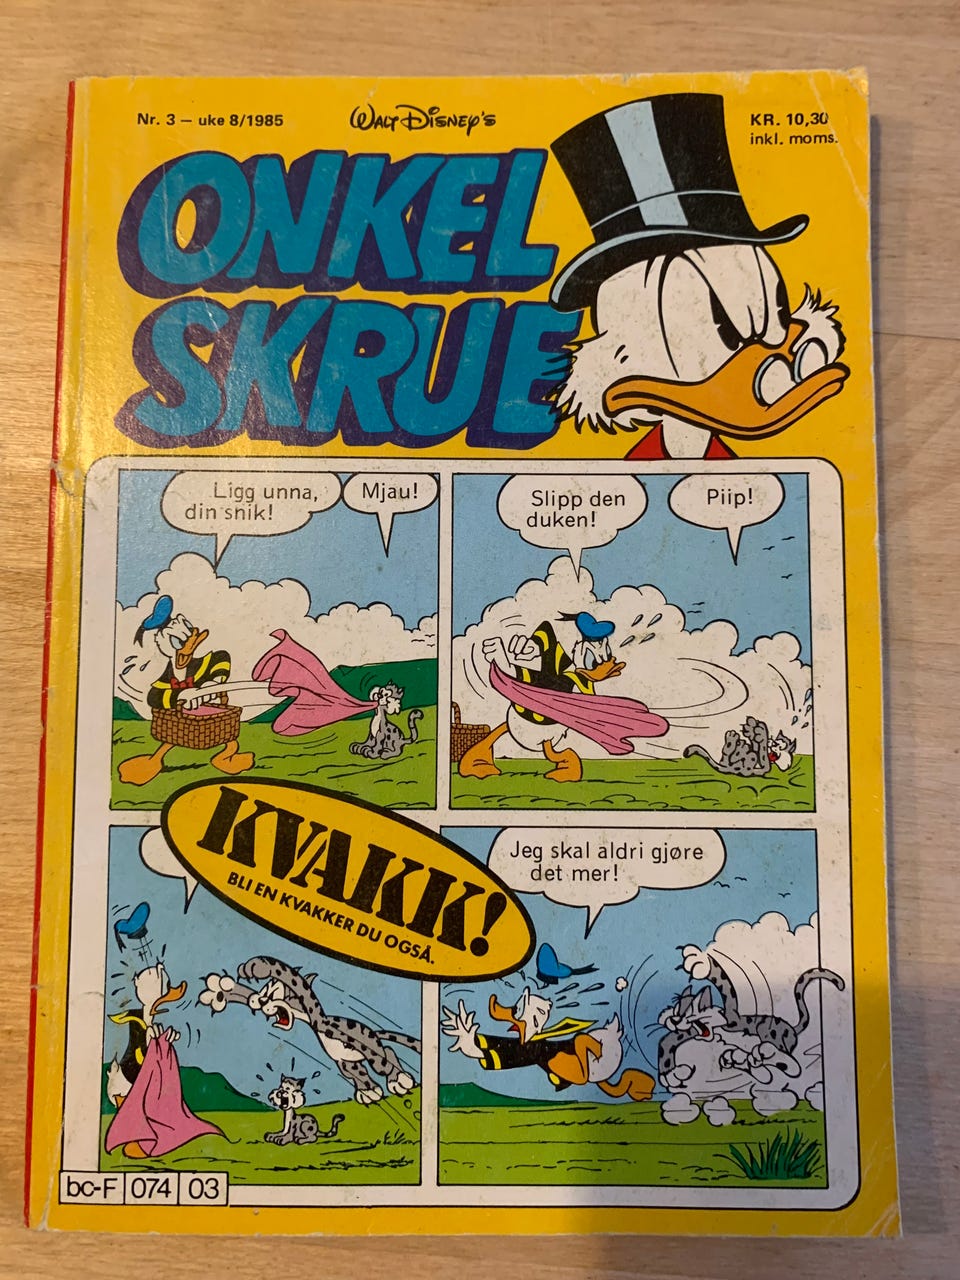 Nr. 3 – uke 8/1985
Walt Disney's
KR. 10,30
inkl. moms.
ONKEL
SKRUE
Ligg unna,
din snik!
Mjau!
Slipp den
duken!
Piip!
KVAKK!
BLI EN KVAKKER DU OGSÅ.
Jeg skal aldri gjøre
det mer!
bc-F 074 03